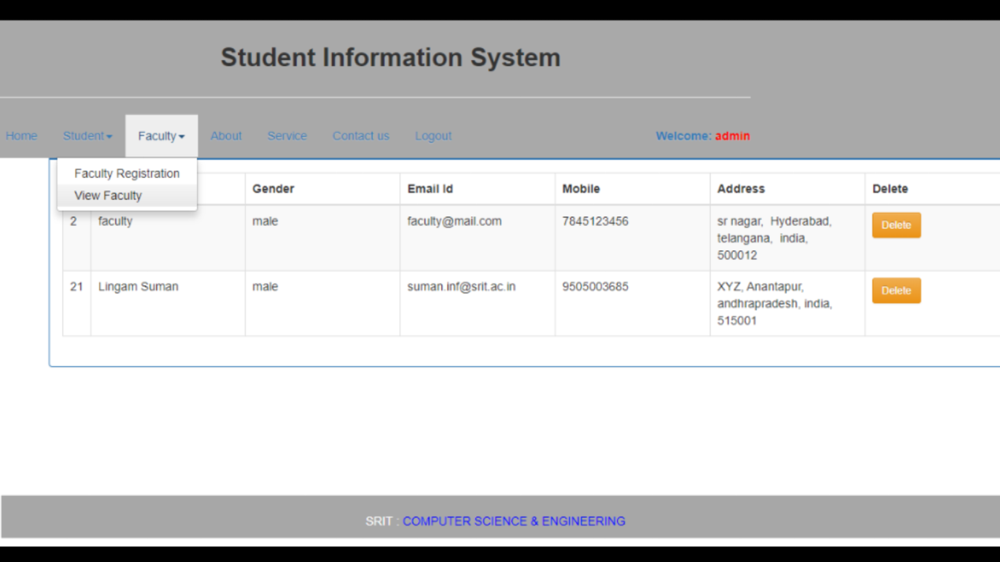 Student Information System
Home Student Faculty About Service Contact us Logout Welcome: admin
Faculty Registration
View Faculty
Gender Email Id Mobile Address Delete
2 faculty male faculty@mail.com 7845123456 sr nagar, Hyderabad, Delete
telangana, india,
500012
21 Lingam Suman male suman.inf@srit.ac.in 9505003685 XYZ, Anantapur, Delete
andhrapradesh, india,
515001
SRIT : COMPUTER SCIENCE & ENGINEERING